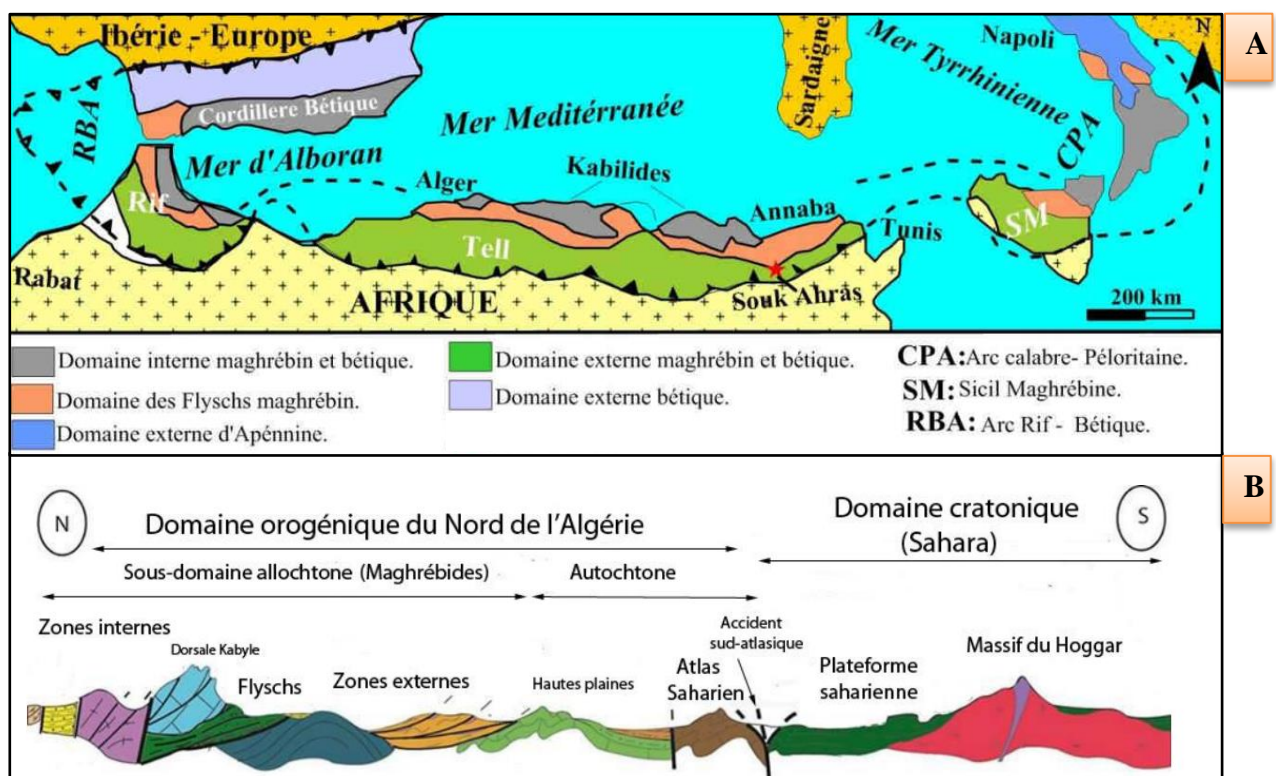 A
Ibérie - Europe
Napoli
N
Mer Tyrrhinienne
Sardaigne
RBA
Cordillere Bétique
Mer Meditérranée
CPA
Mer d'Alboran
Kabilides
Alger
Rif
Annaba
Tunis
SM
Tell
Rabat
AFRIQUE
Souk Ahras
200 km
Domaine interne maghrébin et bétique.
Domaine des Flyschs maghrébin.
Domaine externe d'Apénnine.
Domaine externe maghrébin et bétique.
Domaine externe bétique.
CPA: Arc calabre- Péloritaine.
SM: Sicil Maghrébine.
RBA: Arc Rif - Bétique.
B
N
Domaine orogénique du Nord de l'Algérie
Domaine cratonique
(Sahara)
S
Sous-domaine allochtone (Maghrébides)
Autochtone
Zones internes
Dorsale Kabyle
Flyschs
Zones externes
Hautes plaines
Atlas
Saharien
Accident
sud-atlasique
Plateforme
saharienne
Massif du Hoggar